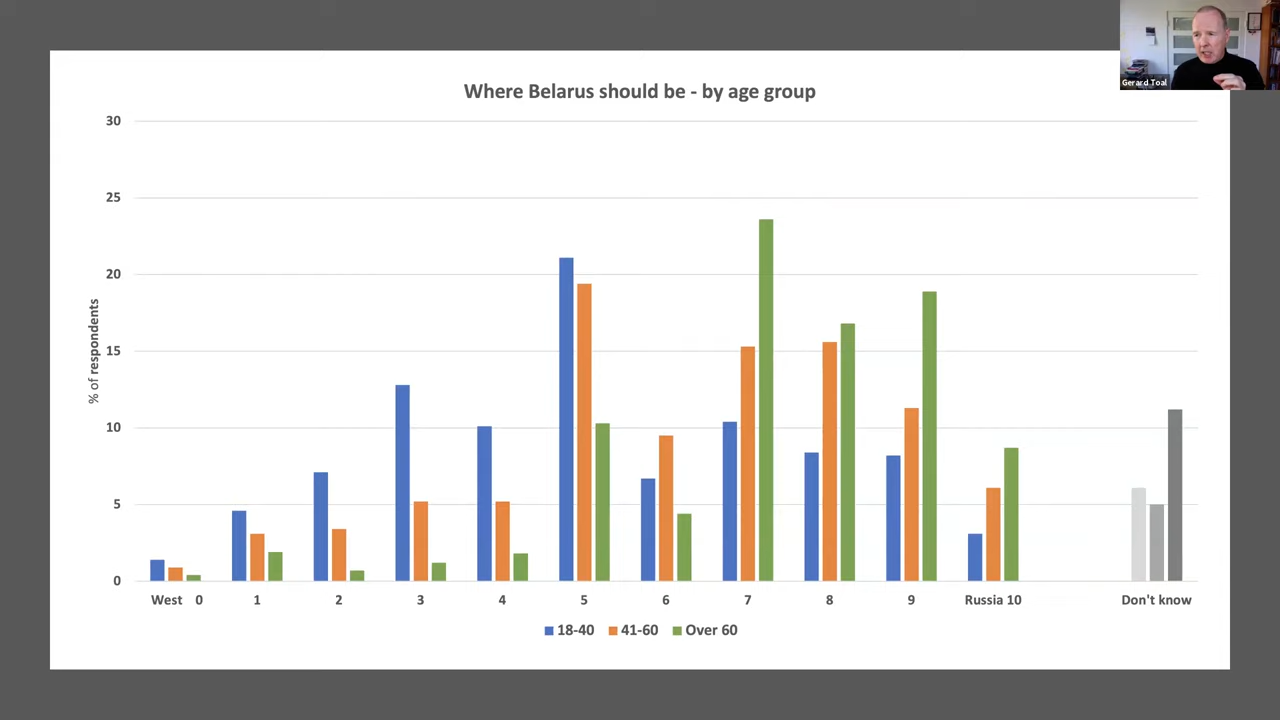 Gerard Toal
Where Belarus should be - by age group
% of respondents
30
25
20
15
10
5
0
West 0 1 2 3 4 5 6 7 8 9 Russia 10 Don't know
18-40 41-60 Over 60